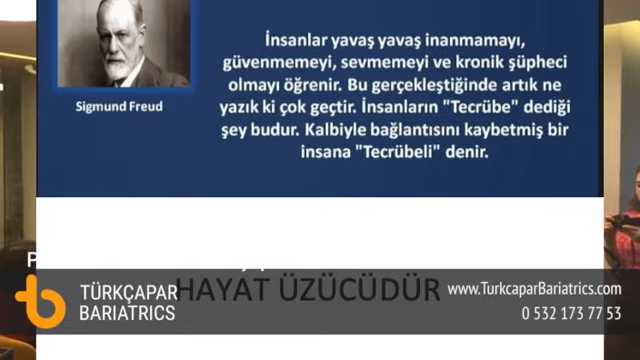 İnsanlar yavaş yavaş inanmamayı,
güvenmemeyi, sevmemeyi ve kronik şüpheci
olmayı öğrenir. Bu gerçekleştiğinde artık ne
yazık ki çok geçtir. İnsanların "Tecrübe" dediği
şey budur. Kalbiyle bağlantısını kaybetmiş bir
insana "Tecrübeli" denir.
Sigmund Freud
HAYAT ÜZÜCÜDÜR
TÜRKÇAPAR
BARIATRICS
www.TurkcaparBariatrics.com
0 532 173 77 53